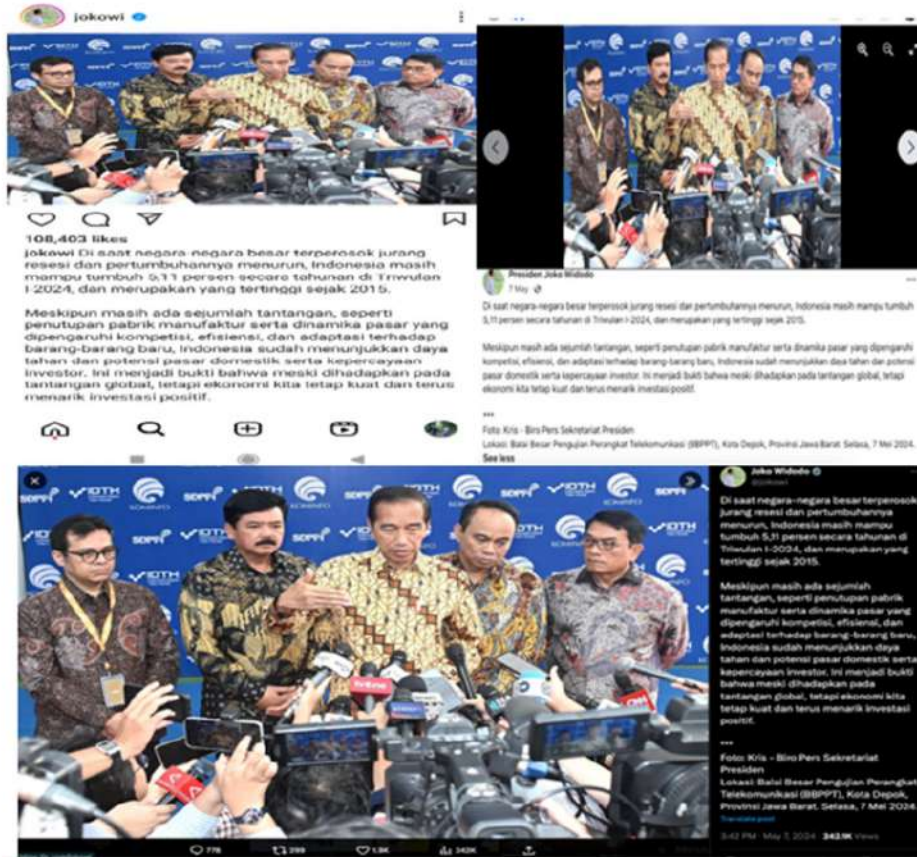 jokowi
108,403 likes
jokowi Di saat negara-negara besar terperosok jurang
resesi dan pertumbuhannya menurun, Indonesia masih
mampu tumbuh 5,11 persen secara tahunan di Triwulan
I-2024, dan merupakan yang tertinggi sejak 2015.
Meskipun masih ada sejumlah tantangan, seperti
penutupan pabrik manufaktur serta dinamika pasar yang
dipengaruhi kompetisi, efisiensi, dan adaptasi terhadap
barang-barang baru, Indonesia sudah menunjukkan daya
tahan dan potensi pasar domestik serta kepercayaan
investor. Ini menjadi bukti bahwa meski dihadapkan pada
tantangan global, tetapi ekonomi kita tetap kuat dan terus
menarik investasi positif.
Presiden Joko Widodo
7 May
Di saat negara-negara besar terperosok jurang resesi dan pertumbuhannya menurun, Indonesia masih mampu tumbuh
5,11 persen secara tahunan di Triwulan I-2024, dan merupakan yang tertinggi sejak 2015.
Meskipun masih ada sejumlah tantangan, seperti penutupan pabrik manufaktur serta dinamika pasar yang dipengaruhi
kompetisi, efisiensi, dan adaptasi terhadap barang-barang baru, Indonesia sudah menunjukkan daya tahan dan potensi
pasar domestik serta kepercayaan investor. Ini menjadi bukti bahwa meski dihadapkan pada tantangan global, tetapi
ekonomi kita tetap kuat dan terus menarik investasi positif.
***
Foto: Kris - Biro Pers Sekretariat Presiden
Lokasi: Balai Besar Pengujian Perangkat Telekomunikasi (BBPPT), Kota Depok, Provinsi Jawa Barat. Selasa, 7 Mei 2024.
See less
SDPPI
IDTH
KOMINFO
tvOne
Joko Widodo
@jokowi
Di saat negara-negara besar terperosok
jurang resesi dan pertumbuhannya
menurun, Indonesia masih mampu
tumbuh 5,11 persen secara tahunan di
Triwulan I-2024, dan merupakan yang
tertinggi sejak 2015.
Meskipun masih ada sejumlah
tantangan, seperti penutupan pabrik
manufaktur serta dinamika pasar yang
dipengaruhi kompetisi, efisiensi, dan
adaptasi terhadap barang-barang baru,
Indonesia sudah menunjukkan daya
tahan dan potensi pasar domestik serta
kepercayaan investor. Ini menjadi bukti
bahwa meski dihadapkan pada
tantangan global, tetapi ekonomi kita
tetap kuat dan terus menarik investasi
positif.
***
Foto: Kris - Biro Pers Sekretariat
Presiden
Lokasi: Balai Besar Pengujian Perangkat
Telekomunikasi (BBPPT), Kota Depok,
Provinsi Jawa Barat. Selasa, 7 Mei 2024.
Translate post
3:42 PM · May 7, 2024 · 343.1K Views
778
299
1.9K
343K